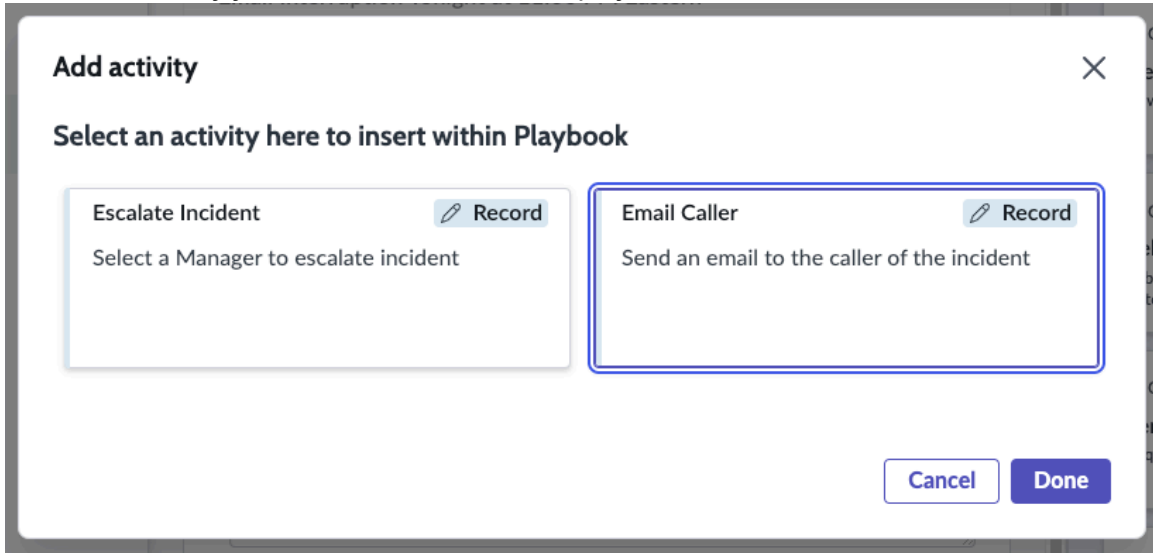 Add activity
Select an activity here to insert within Playbook
Escalate Incident
Record
Select a Manager to escalate incident
Email Caller
Record
Send an email to the caller of the incident
Cancel
Done